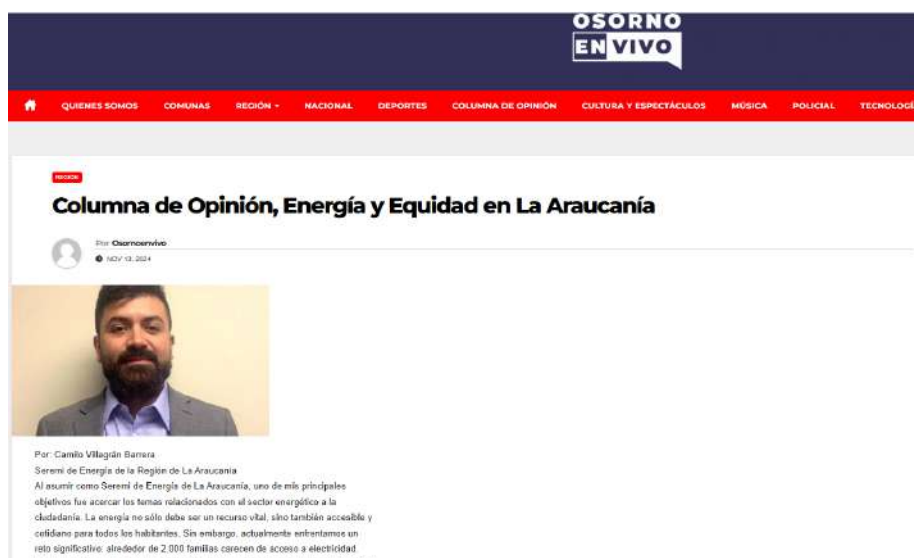 OSORNO
EN VIVO
QUIENES SOMOS COMUNAS REGIÓN NACIONAL DEPORTES COLUMNA DE OPINIÓN CULTURA Y ESPECTÁCULOS MÚSICA POLICIAL TECNOLOGÍ
REGIÓN
Columna de Opinión, Energía y Equidad en La Araucanía
Por Osornoenvivo
NOV 13, 2024
Por: Camilo Villagrán Barrera
Seremi de Energía de la Región de La Araucanía
Al asumir como Seremi de Energía de La Araucanía, uno de mis principales
objetivos fue acercar los temas relacionados con el sector energético a la
ciudadanía. La energía no sólo debe ser un recurso vital, sino también accesible y
cotidiano para todos los habitantes. Sin embargo, actualmente enfrentamos un
reto significativo: alrededor de 2.000 familias carecen de acceso a electricidad